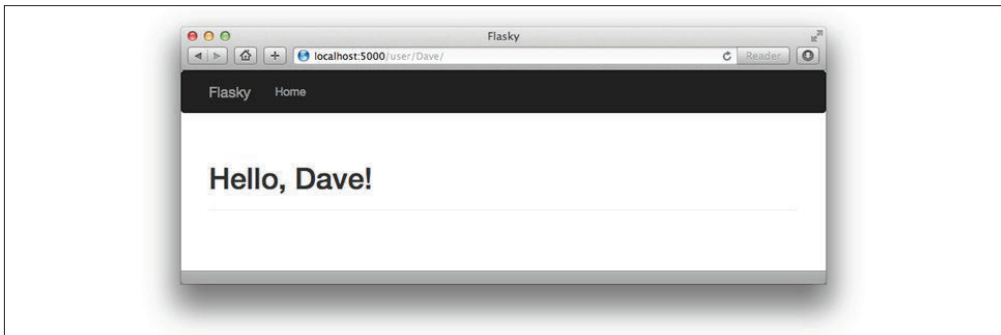 Flasky
localhost:5000/user/Dave/
Reader
Flasky Home
Hello, Dave!